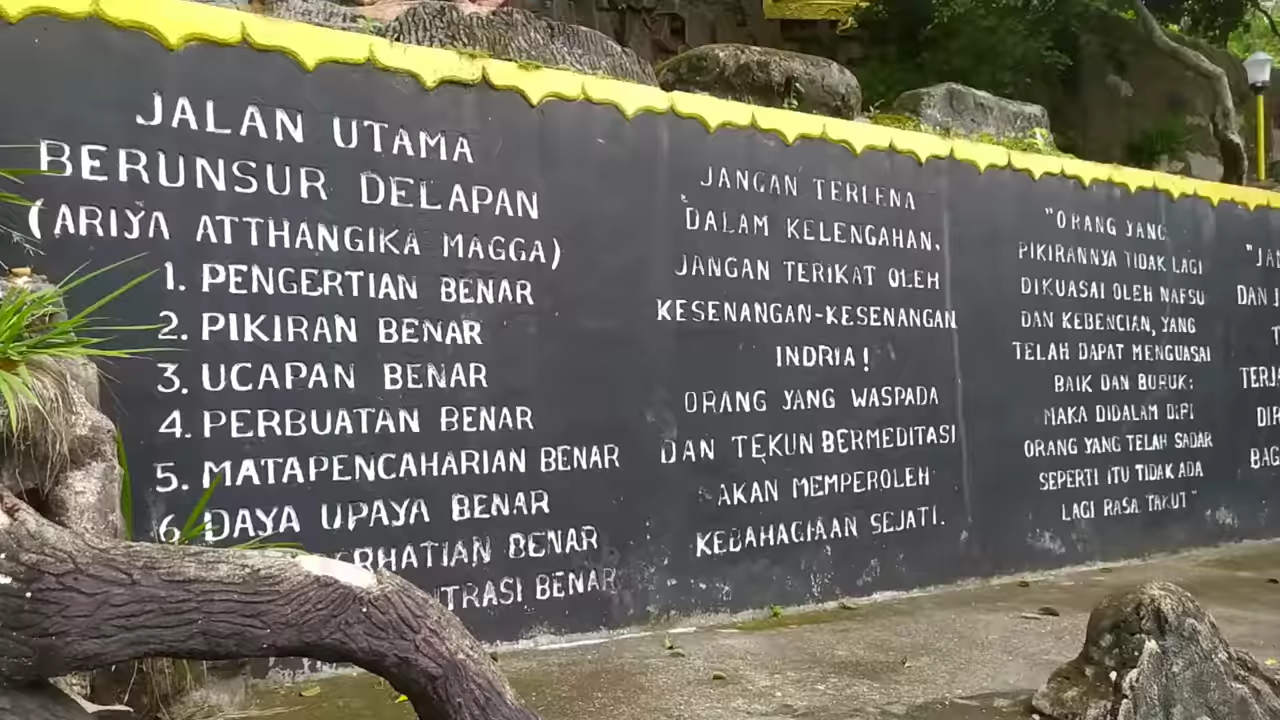 JALAN UTAMA
BERUNSUR DELAPAN
(ARIYA ATTHANGIKA MAGGA)
1. PENGERTIAN BENAR
2. PIKIRAN BENAR
3. UCAPAN BENAR
4. PERBUATAN BENAR
5. MATAPENCAHARIAN BENAR
6. DAYA UPAYA BENAR
BENAR
BENAR
JANGAN TERLENA
DALAM KELENGAHAN,
JANGAN TERIKAT OLEH
KESENANGAN-KESENANGAN
INDRIA!
ORANG YANG WASPADA
DAN TEKUN BERMEDITASI
AKAN MEMPEROLEH
KEBAHAGIAAN SEJATI.
"ORANG YANG
PIKIRANNYA TIDAK LAGI
DIKUASAI OLEH NAFSU
DAN KEBENCIAN, YANG
TELAH DAPAT MENGUASAI
BAIK DAN BURUK:
MAKA DIDALAM DIRI
ORANG YANG TELAH SADAR
SEPERTI ITU TIDAK ADA
LAGI RASA TAKUT"
DAN